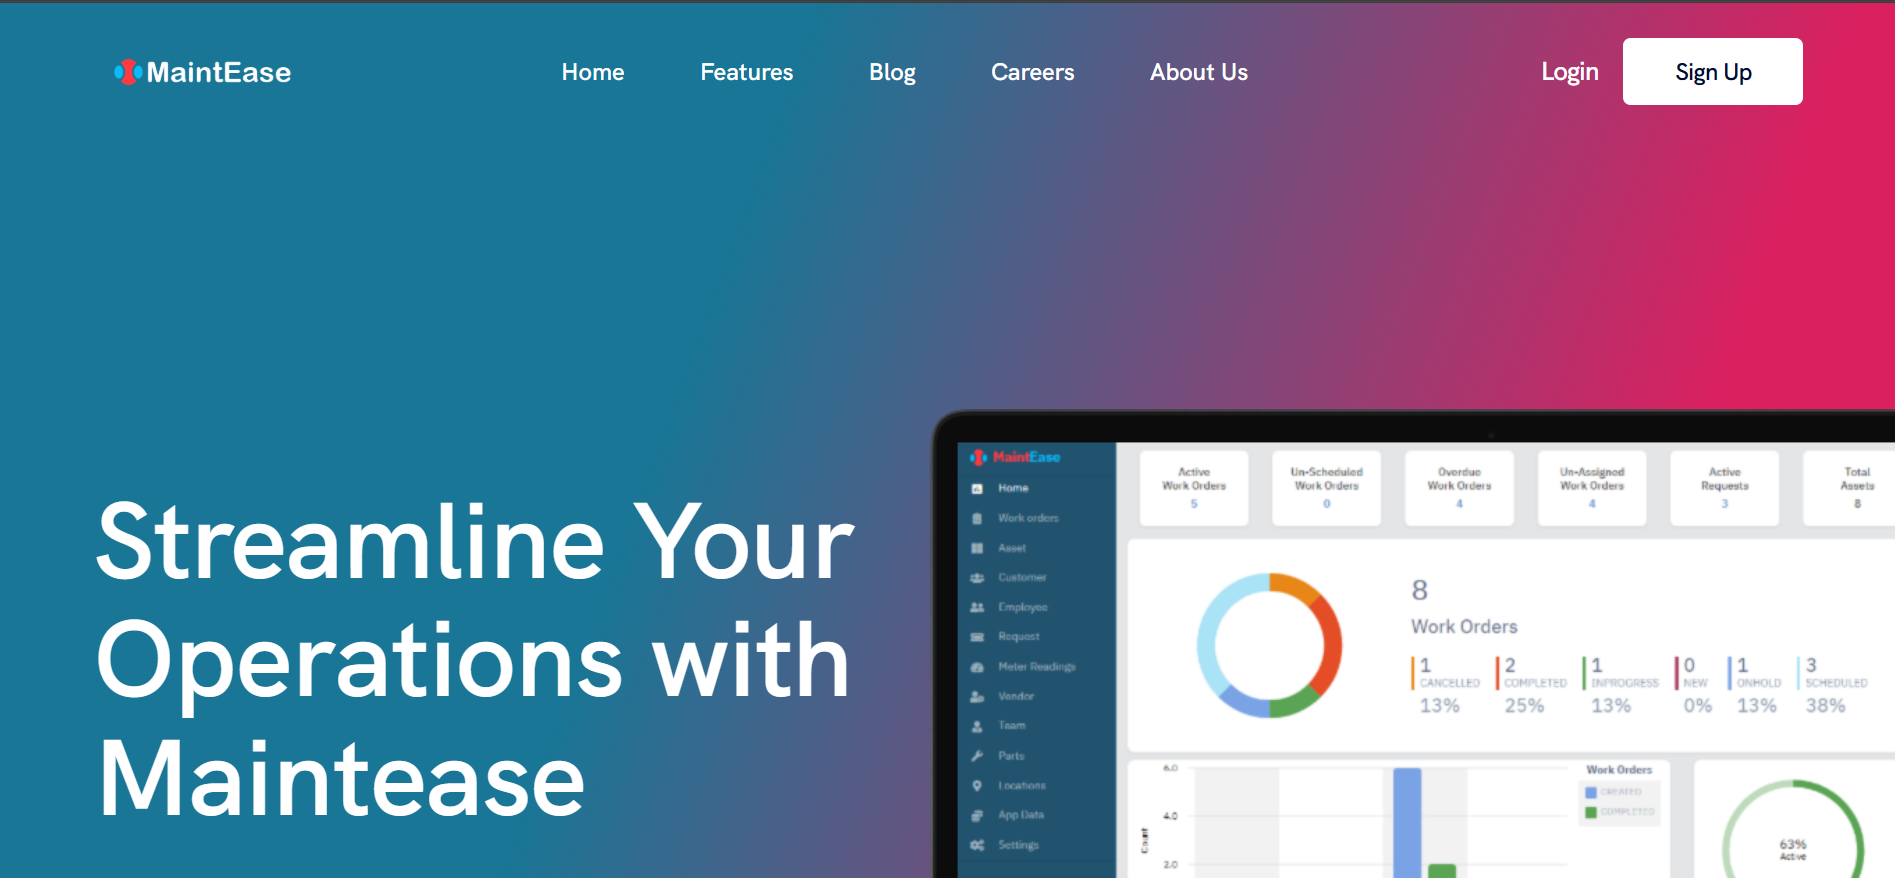 MaintEase
Home Features Blog Careers About Us
Login Sign Up
Streamline Your
Operations with
Maintease
MaintEase
Home
Work orders
Asset
Customer
Employee
Request
Meter Readings
Vendor
Team
Parts
Locations
App Data
Settings
Active
Work Orders
5
Un-Scheduled
Work Orders
0
Overdue
Work Orders
4
Un-Assigned
Work Orders
4
Active
Requests
3
Total
Assets
8
8
Work Orders
1
CANCELLED
13%
2
COMPLETED
25%
1
INPROGRESS
13%
0
NEW
0%
1
ONHOLD
13%
3
SCHEDULED
38%
6.0
4.0
2.0
Count
Work Orders
CREATED
COMPLETED
63%
Active